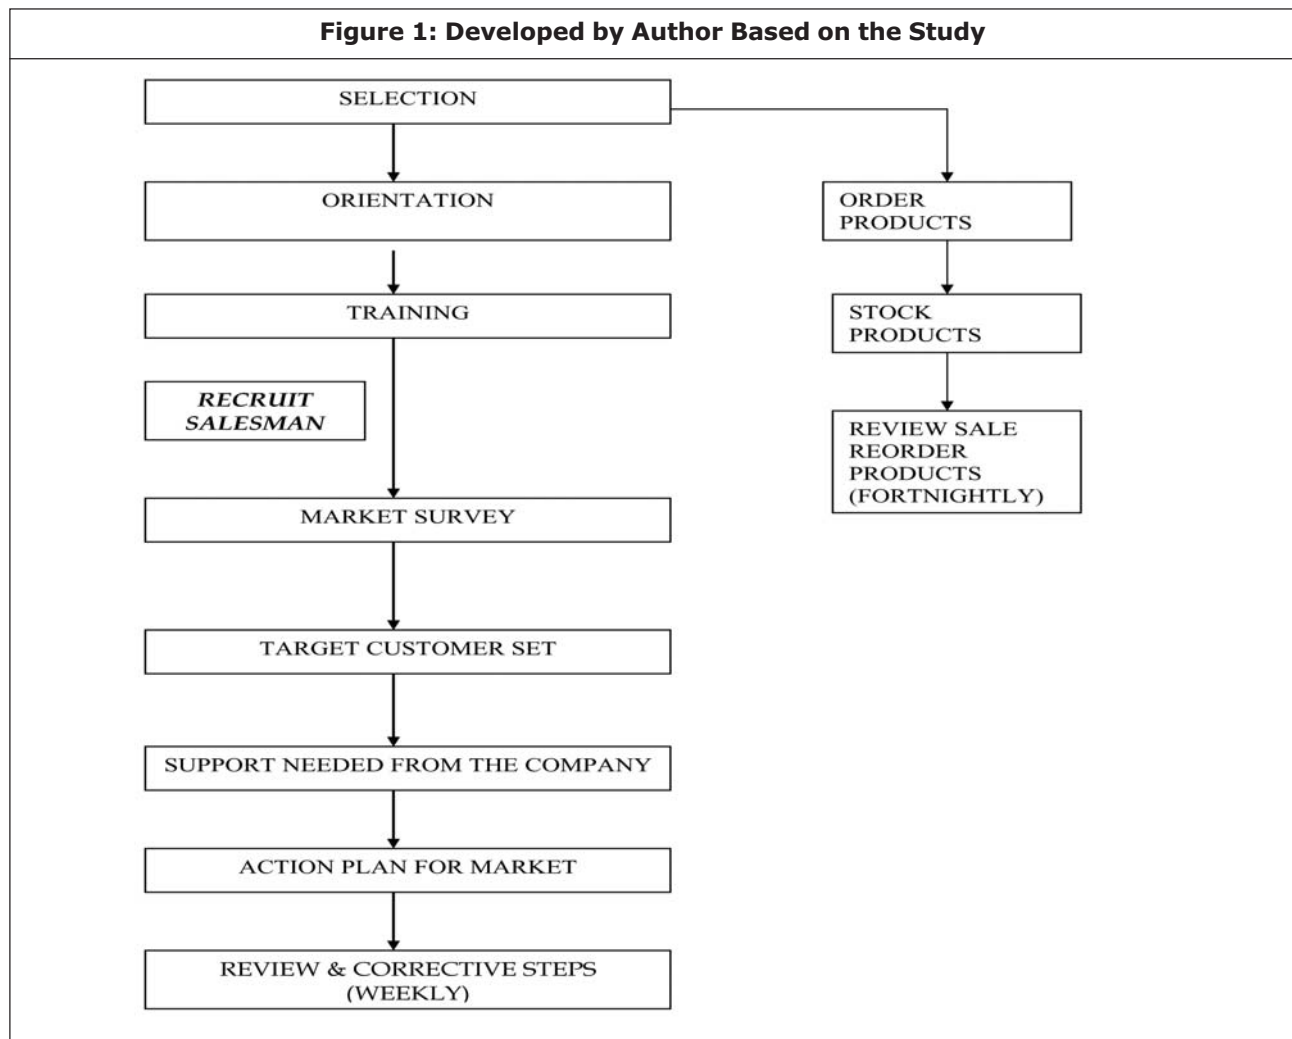 Figure 1: Developed by Author Based on the Study
SELECTION
ORIENTATION
TRAINING
RECRUIT
SALESMAN
MARKET SURVEY
TARGET CUSTOMER SET
SUPPORT NEEDED FROM THE COMPANY
ACTION PLAN FOR MARKET
REVIEW & CORRECTIVE STEPS
(WEEKLY)
ORDER
PRODUCTS
STOCK
PRODUCTS
REVIEW SALE
REORDER
PRODUCTS
(FORTNIGHTLY)